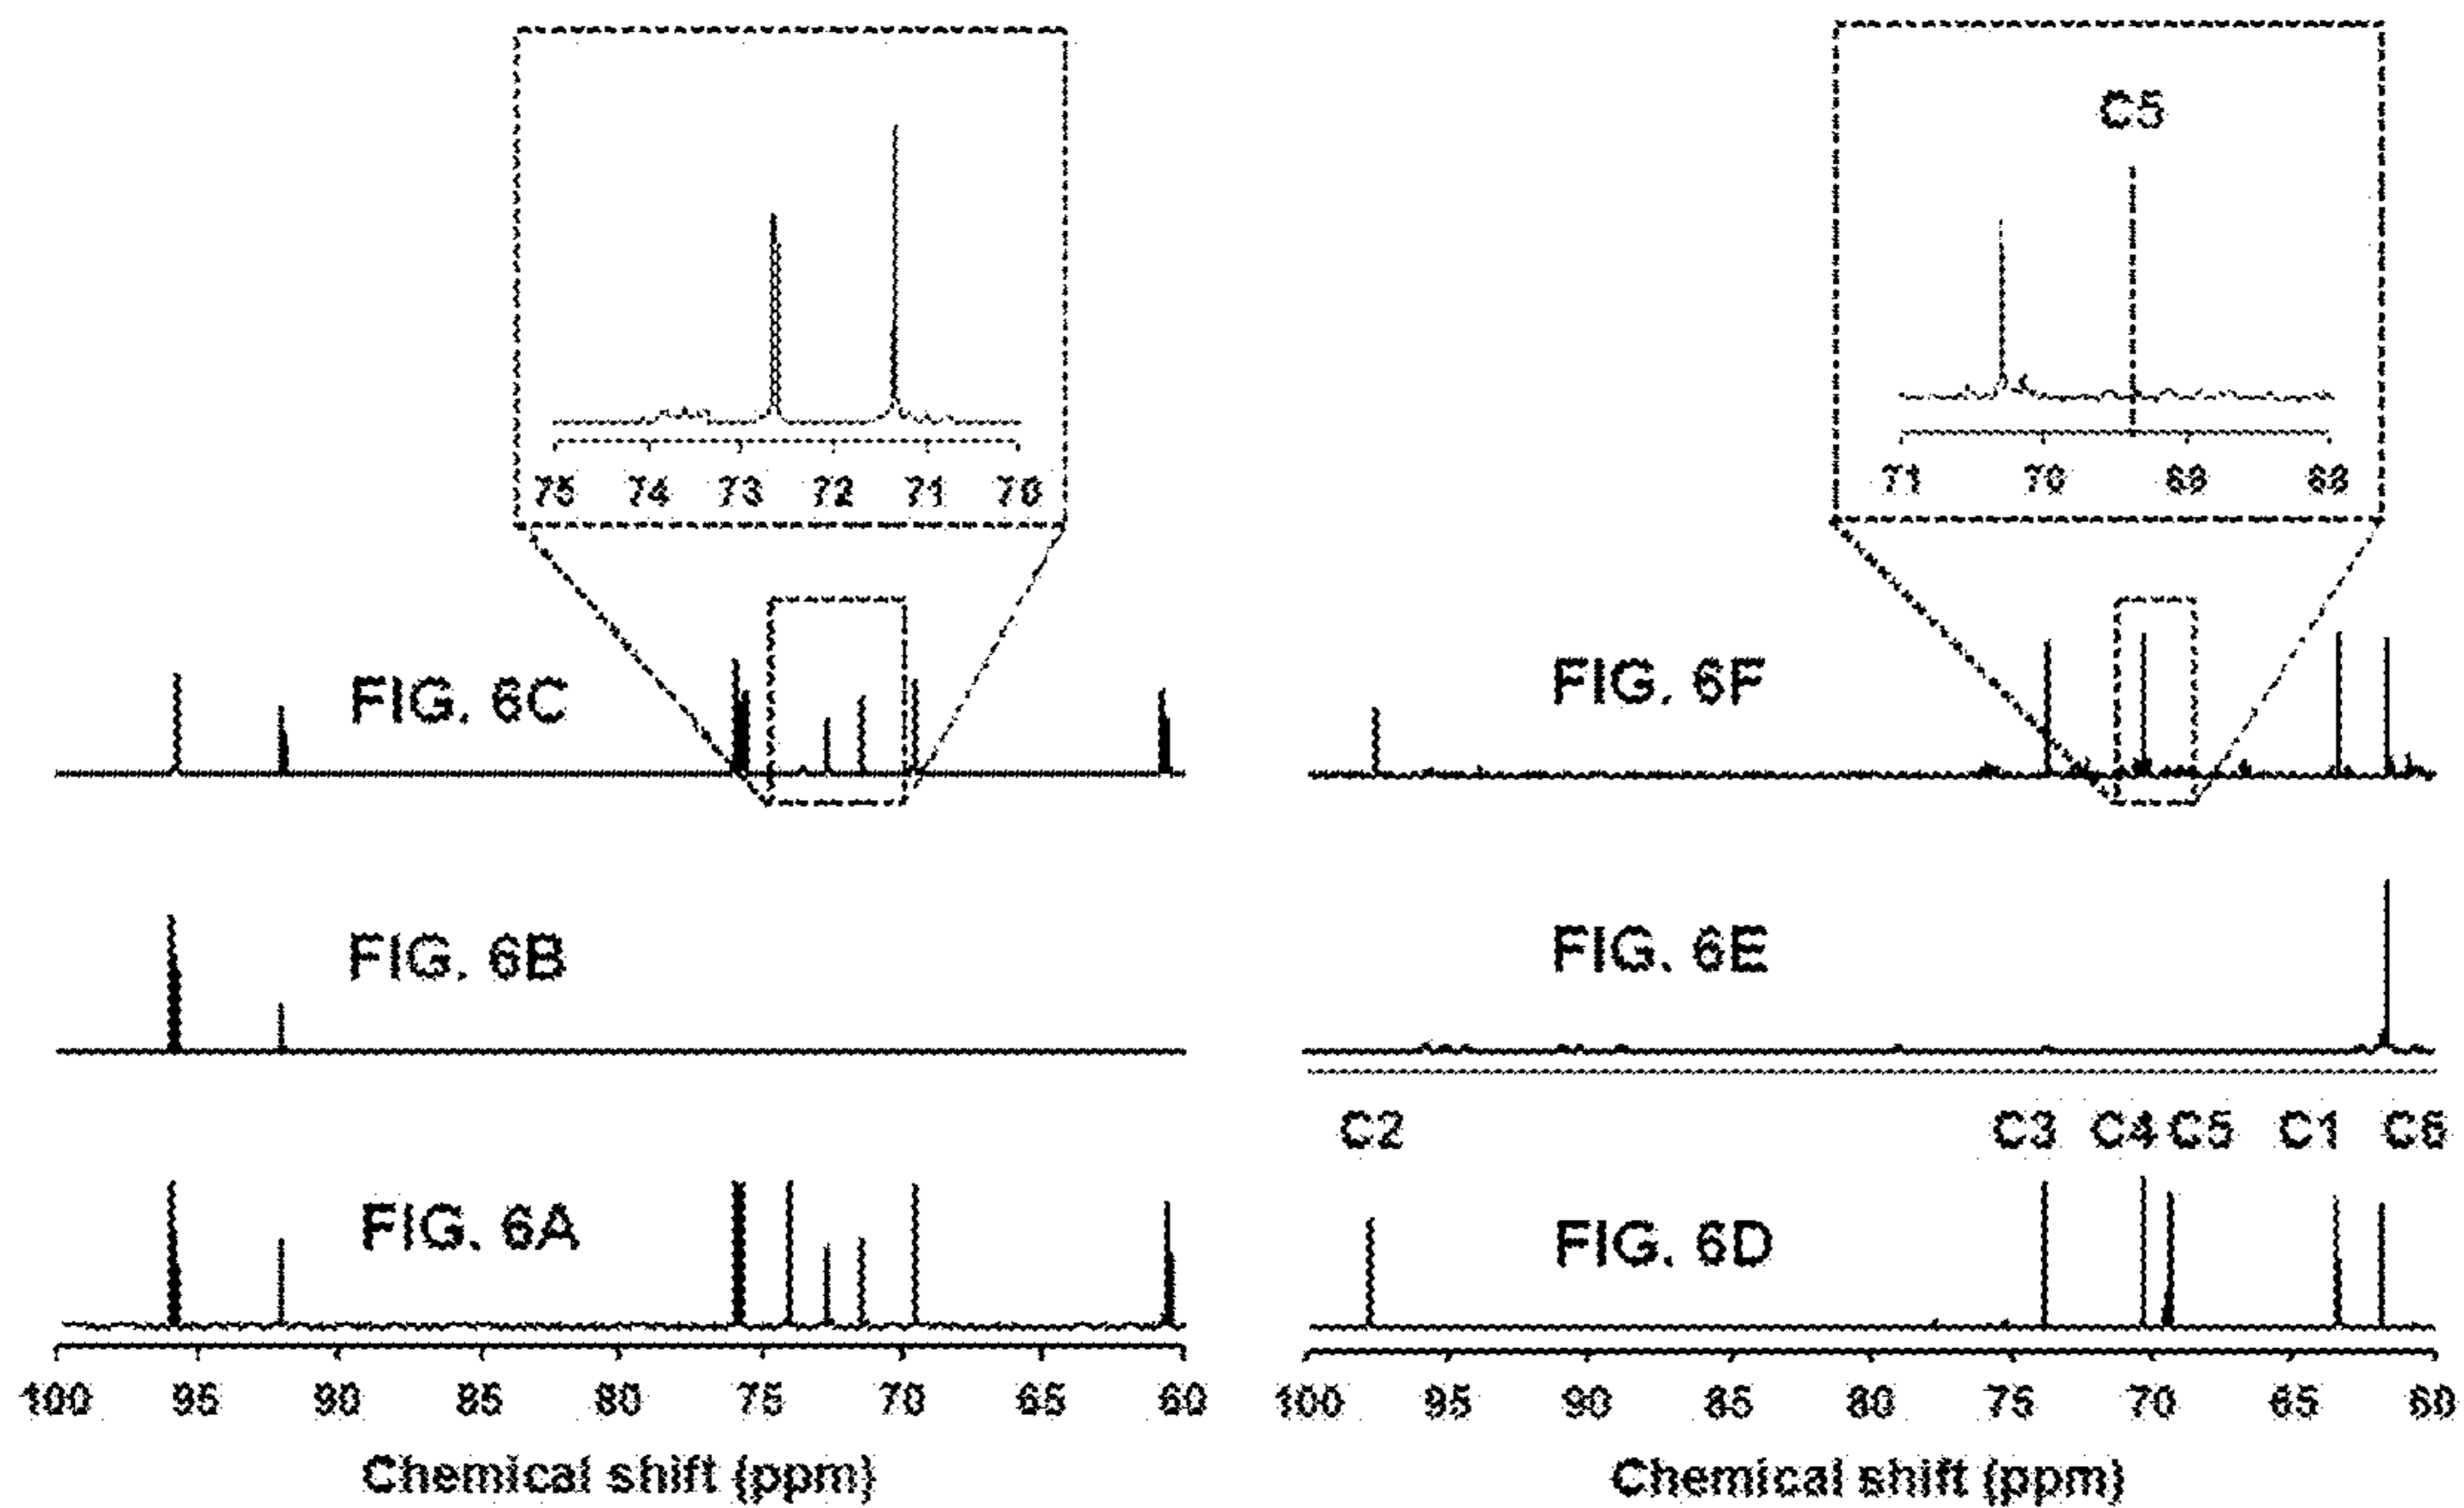 C5
75 74 73 72 71 70
71 70 69 68
FIG. 6C
FIG. 6F
FIG. 6B
FIG. 6E
C2 C3 C4 C5 C1 C6
FIG. 6A
FIG. 6D
100 95 90 85 80 75 70 65 60
100 95 90 85 80 75 70 65 60
Chemical shift (ppm)
Chemical shift (ppm)